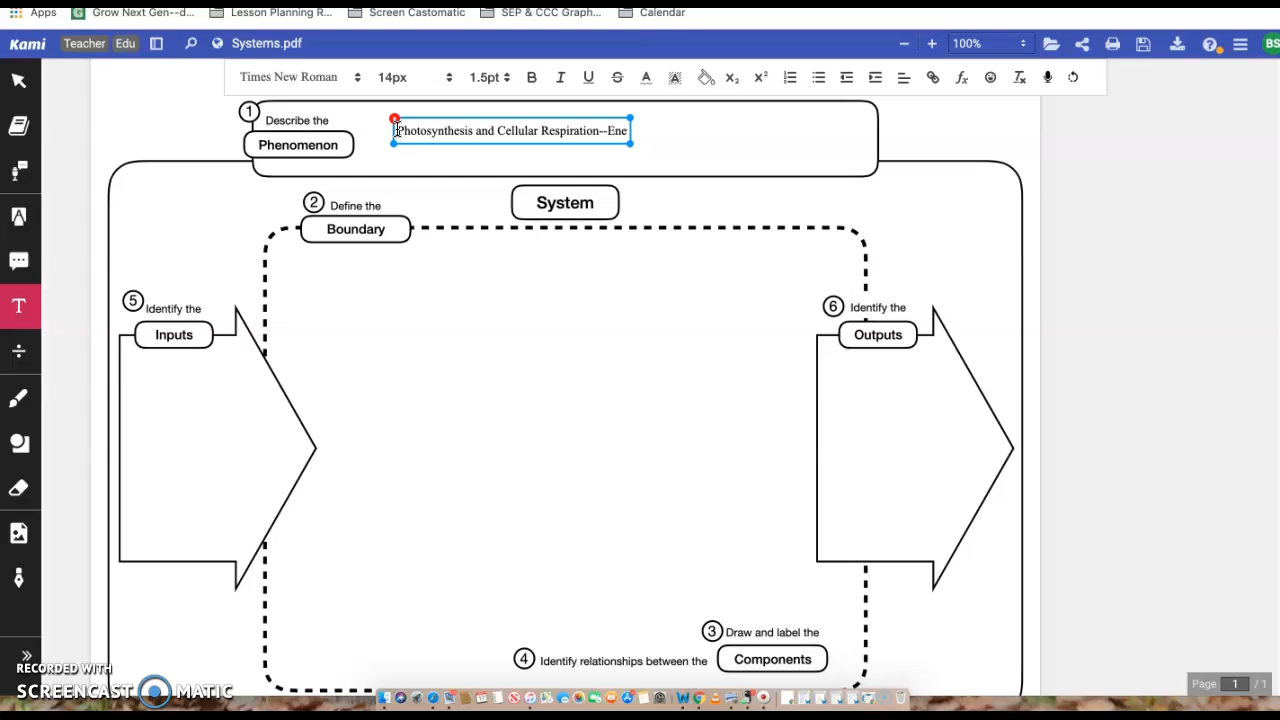 Apps Grow Next Gen--d... Lesson Planning R... Screen Castomatic SEP & CCC Graph... Calendar
Kami Teacher Edu Systems.pdf 100% BS
Times New Roman 14px 1.5pt B I U S A A X₂ X²
1 Describe the
Phenomenon
Photosynthesis and Cellular Respiration--Ene
System
2 Define the
Boundary
5 Identify the
Inputs
6 Identify the
Outputs
3 Draw and label the
Components
4 Identify relationships between the
RECORDED WITH
SCREENCAST MATIC
Page 1 / 1